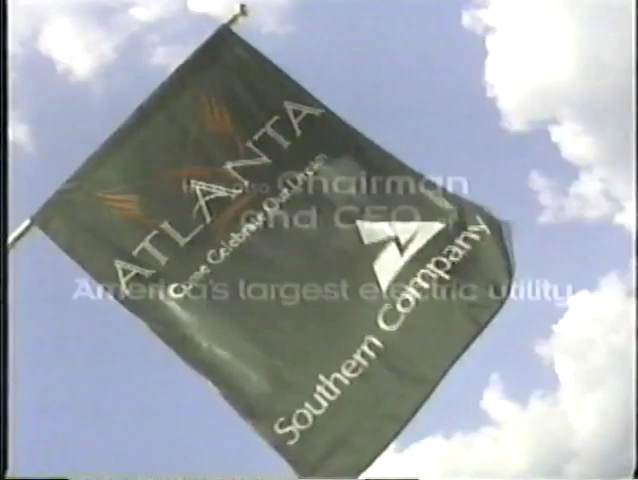 ATLANTA
Come Celebrate Our Dream
Southern Company
Chairman
and CEO
America's largest electric utility